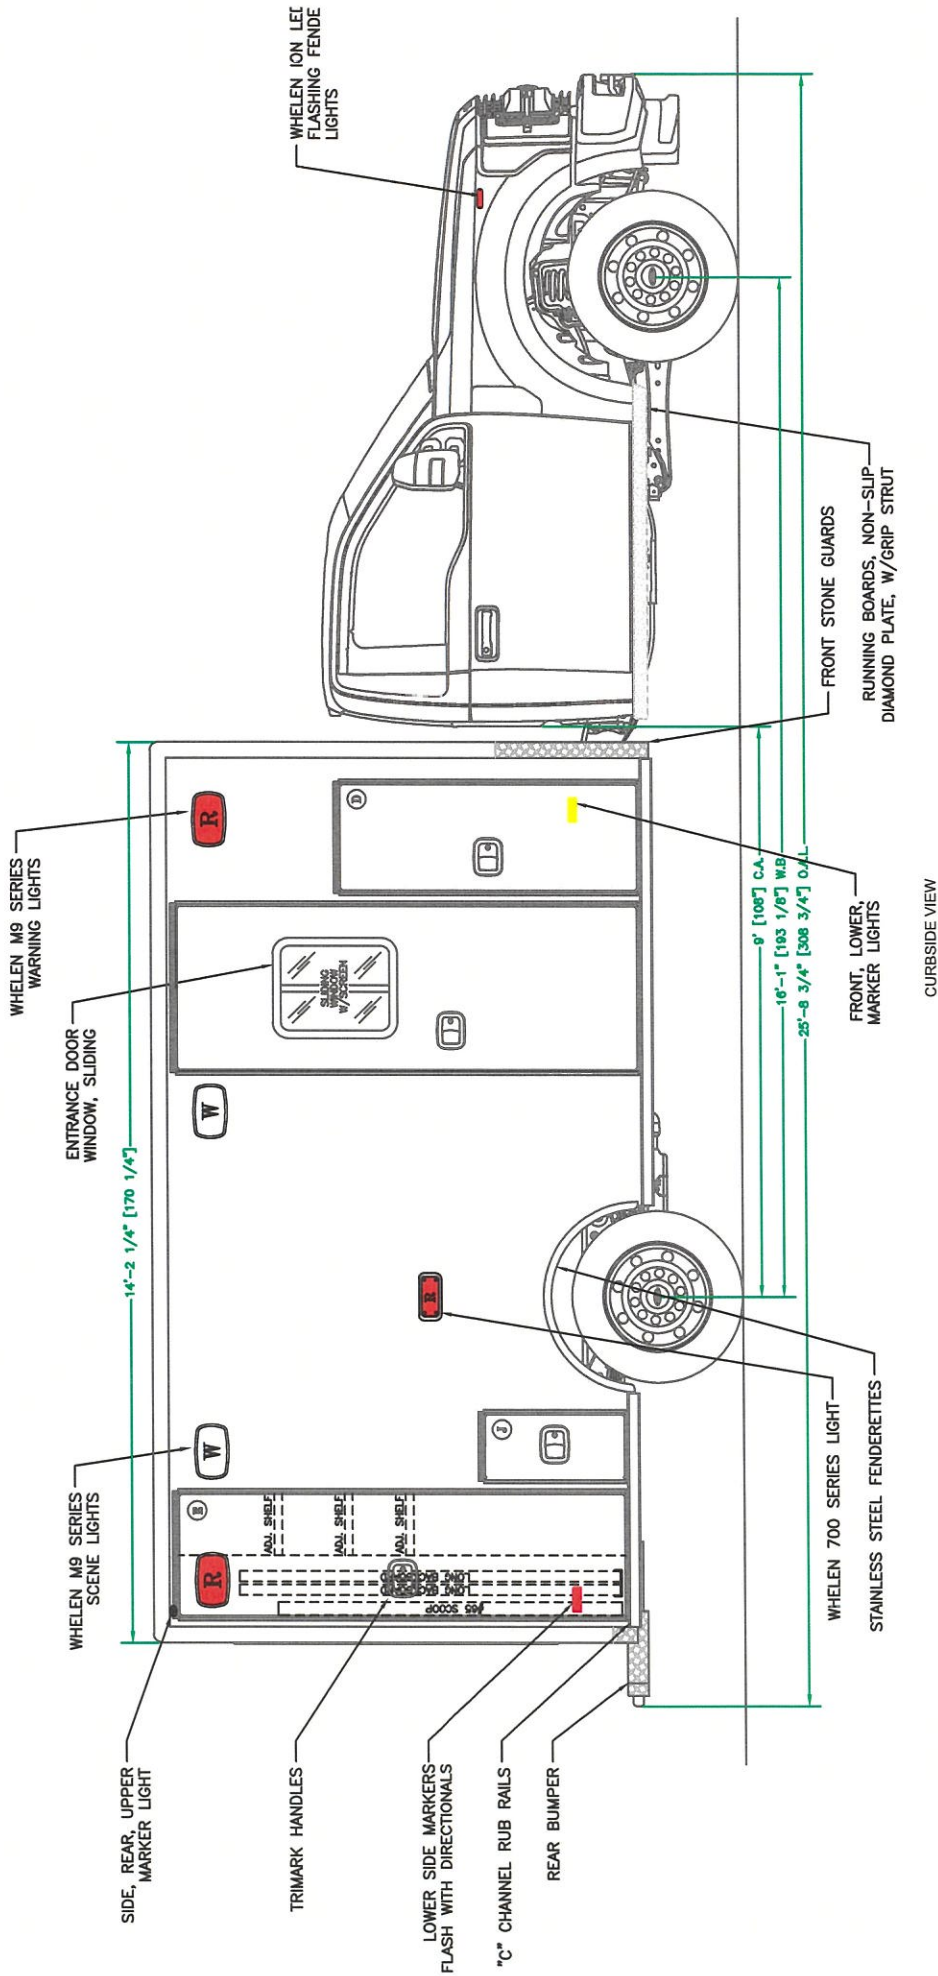 WHELEN M9 SERIES
WARNING LIGHTS
ENTRANCE DOOR
WINDOW, SLIDING
WHELEN M9 SERIES
SCENE LIGHTS
SIDE, REAR, UPPER
MARKER LIGHT
WHELEN ION LED
FLASHING FENDE
LIGHTS
14'-2 1/4" [170 1/4"]
R
W
W
R
R
M
D
J
SLIDING
WINDOW
W/SCREEN
ADJ. SHELF
ADJ. SHELF
ADJ. SHELF
LONG BACKBOARD
LONG BACKBOARD
#65 SCOOP
TRIMARK HANDLES
LOWER SIDE MARKERS
FLASH WITH DIRECTIONALS
"C" CHANNEL RUB RAILS
REAR BUMPER
WHELEN 700 SERIES LIGHT
STAINLESS STEEL FENDERETTES
FRONT, LOWER,
MARKER LIGHTS
FRONT STONE GUARDS
RUNNING BOARDS, NON-SLIP
DIAMOND PLATE, W/GRIP STRUT
9' [108"] C.A.
16'-1" [193 1/8"] W.B.
25'-8 3/4" [308 3/4"] O.A.L.
CURBSIDE VIEW